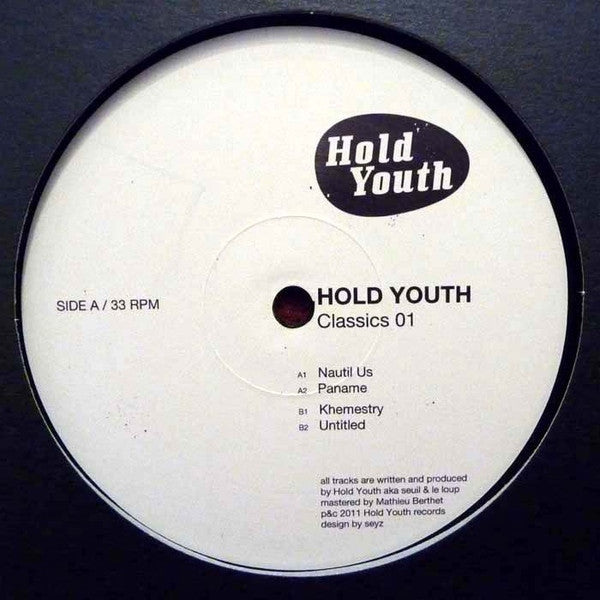 Hold
Youth
SIDE A / 33 RPM
HOLD YOUTH
Classics 01
A1 Nautil Us
A2 Paname
B1 Khemestry
B2 Untitled
all tracks are written and produced
by Hold Youth aka seuil & le loup
mastered by Mathieu Berthet
p&c 2011 Hold Youth records
design by seyz